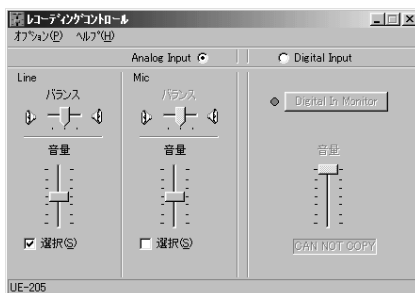 レコーディングコントロール
オプション(P) ヘルプ(H)
Analog Input Digital Input
Line Mic
バランス バランス Digital In Monitor
音量 音量 音量
選択(S) 選択(S) CAN NOT COPY
UE-205